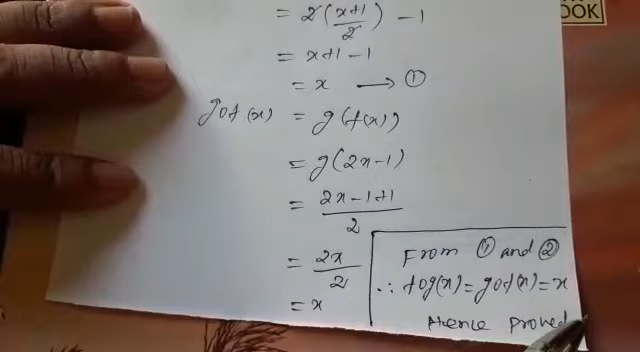 OOK
= 2(x+1/2) - 1
= x+1-1
= x → ①
gof(x) = g(f(x))
= g(2x-1)
= 2x-1+1/2
= 2x/2
= x
From ① and ②
∴ fog(x)=gof(x)=x
Hence proved